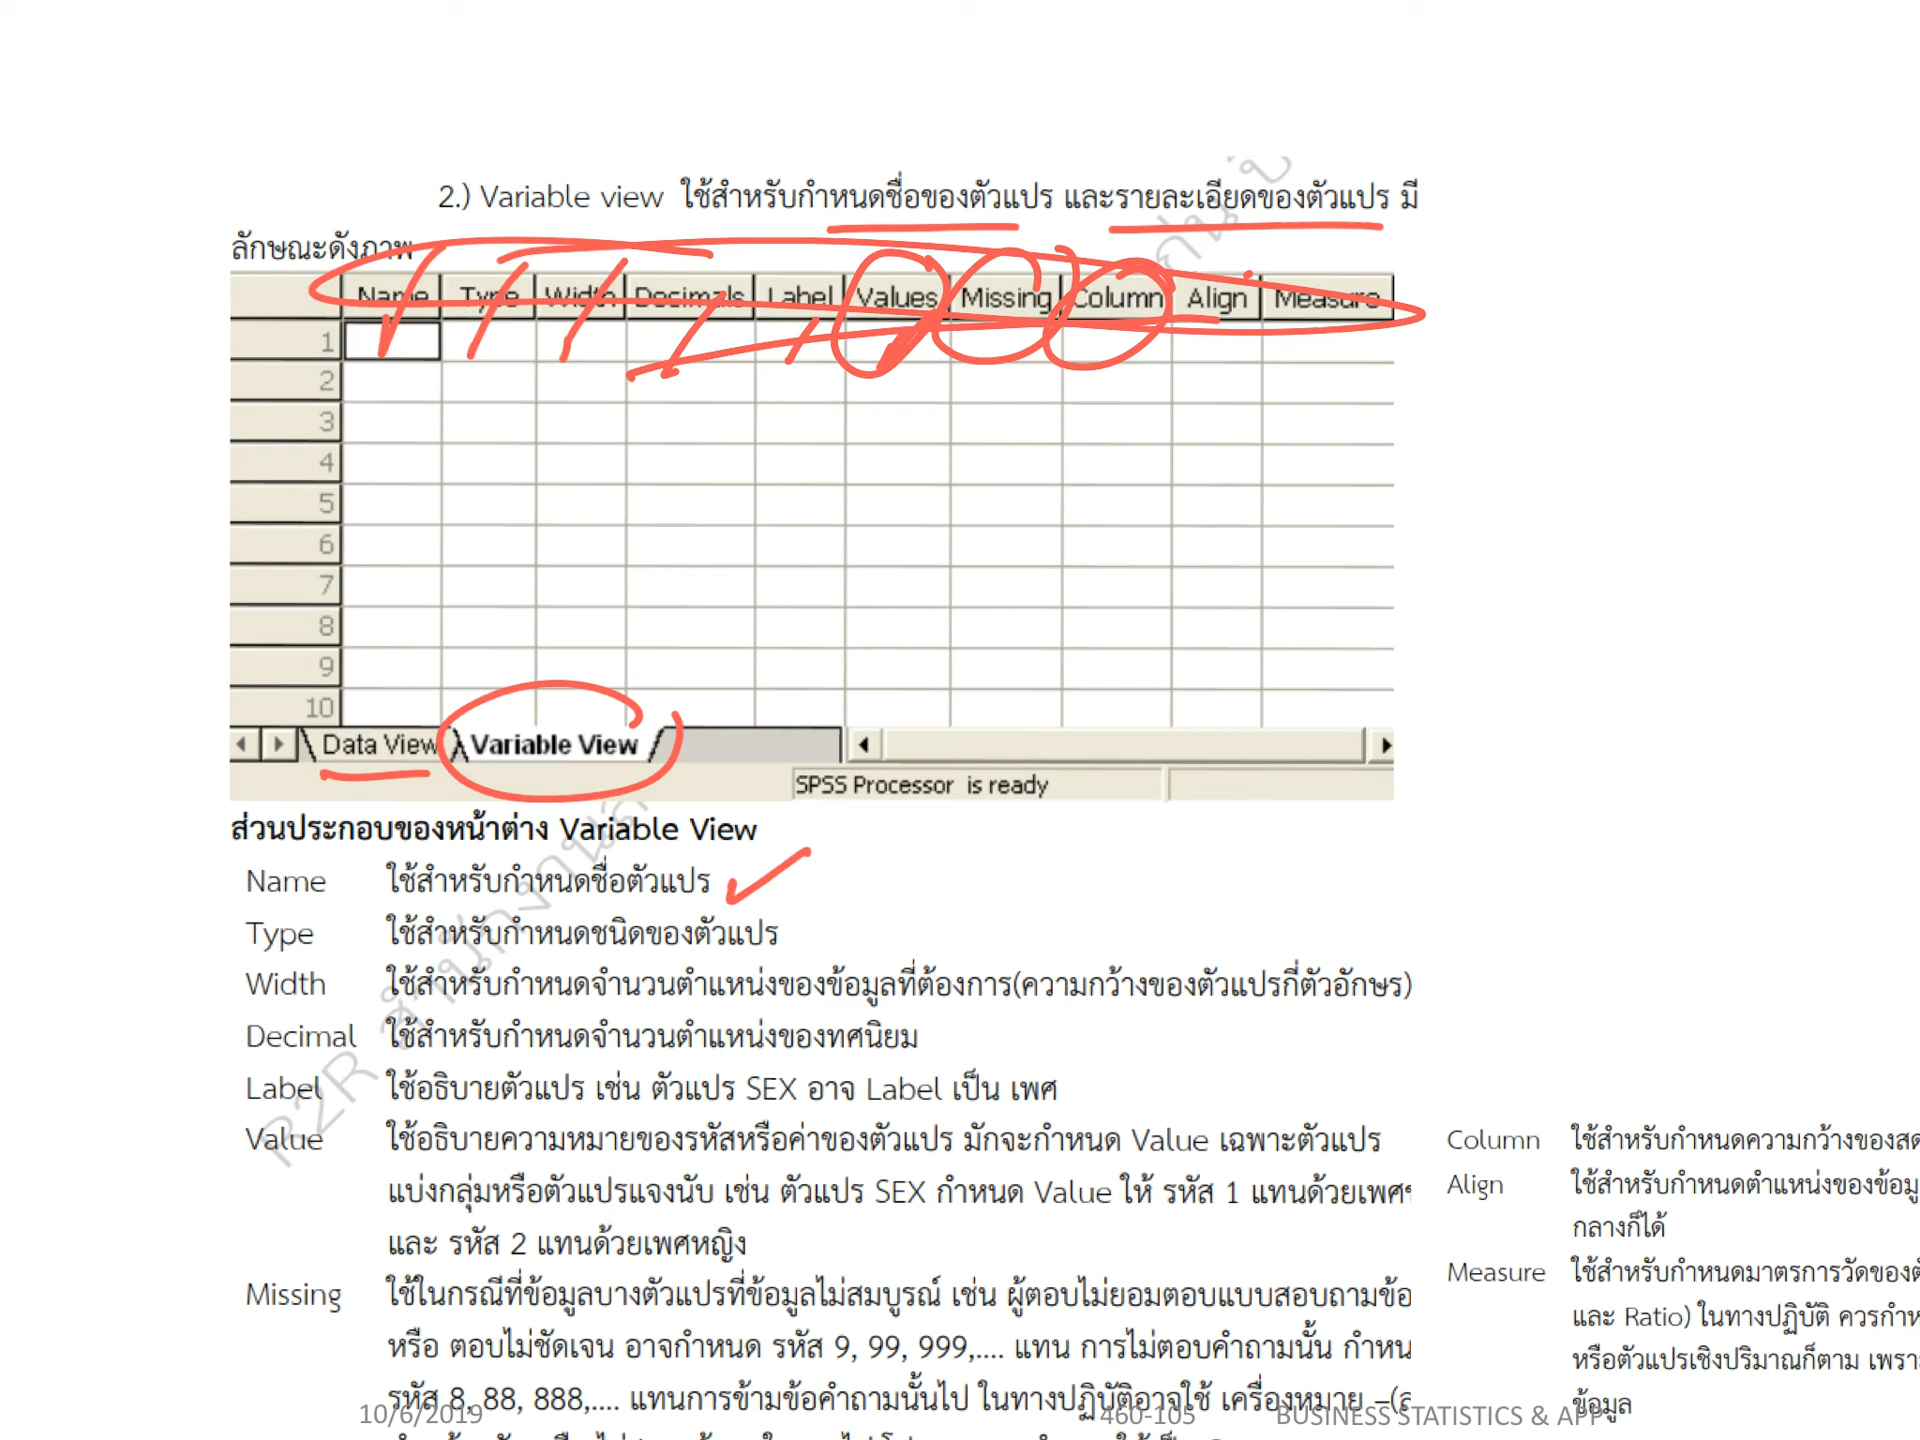 2.) Variable view ใช้สำหรับกำหนดชื่อของตัวแปร และรายละเอียดของตัวแปร มี
ลักษณะดังภาพ
Name Type Width Decimals Label Values Missing Column Align Measure
1
2
3
4
5
6
7
8
9
10
Data View Variable View
SPSS Processor is ready
ส่วนประกอบของหน้าต่าง Variable View
Name ใช้สำหรับกำหนดชื่อตัวแปร
Type ใช้สำหรับกำหนดชนิดของตัวแปร
Width ใช้สำหรับกำหนดจำนวนตำแหน่งของข้อมูลที่ต้องการ(ความกว้างของตัวแปรกี่ตัวอักษร)
Decimal ใช้สำหรับกำหนดจำนวนตำแหน่งของทศนิยม
Label ใช้อธิบายตัวแปร เช่น ตัวแปร SEX อาจ Label เป็น เพศ
Value ใช้อธิบายความหมายของรหัสหรือค่าของตัวแปร มักจะกำหนด Value เฉพาะตัวแปร
แบ่งกลุ่มหรือตัวแปรแจงนับ เช่น ตัวแปร SEX กำหนด Value ให้ รหัส 1 แทนด้วยเพศ
และ รหัส 2 แทนด้วยเพศหญิง
Missing ใช้ในกรณีที่ข้อมูลบางตัวแปรที่ข้อมูลไม่สมบูรณ์ เช่น ผู้ตอบไม่ยอมตอบแบบสอบถามข้อ
หรือ ตอบไม่ชัดเจน อาจกำหนด รหัส 9, 99, 999,.... แทน การไม่ตอบคำถามนั้น กำหน
รหัส 8, 88, 888,.... แทนการข้ามข้อคำถามนั้นไป ในทางปฏิบัติอาจใช้ เครื่องหมาย –(
Column ใช้สำหรับกำหนดความกว้างของส
Align ใช้สำหรับกำหนดตำแหน่งของข้อมู
กลางก็ได้
Measure ใช้สำหรับกำหนดมาตรการวัดของ
และ Ratio) ในทางปฏิบัติ ควรกำห
หรือตัวแปรเชิงปริมาณก็ตาม เพรา
ข้อมูล
10/6/2019 460-105 BUSINESS STATISTICS & APP
R2R สำนักงาน